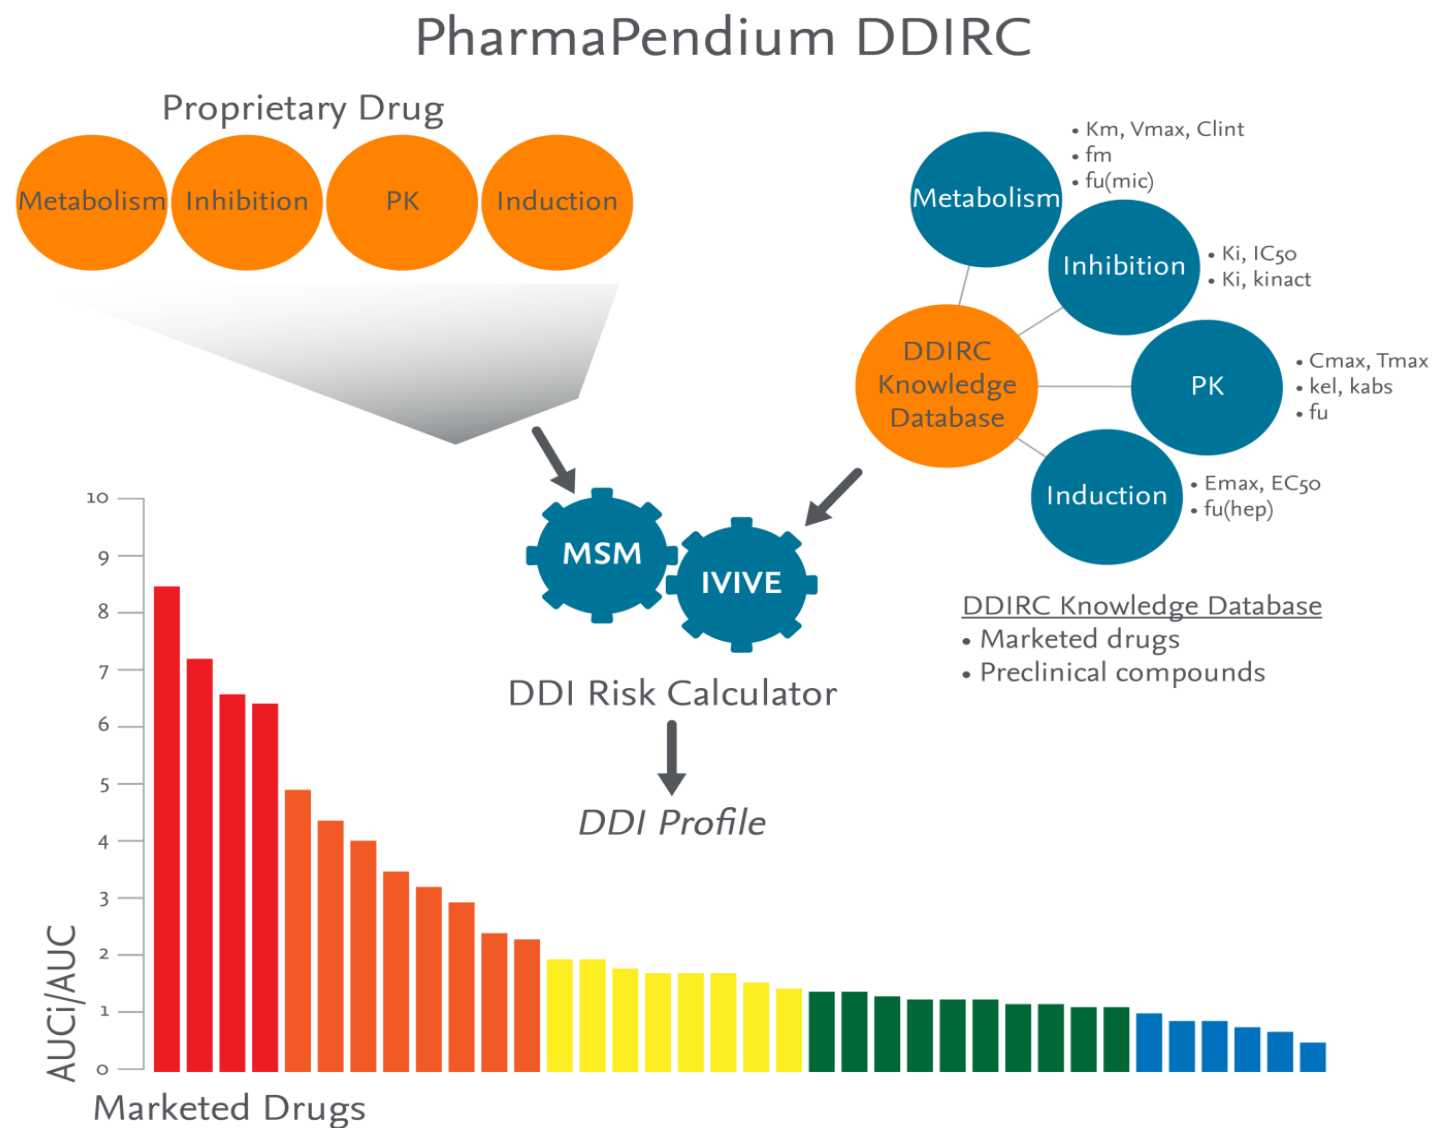 PharmaPendium DDIRC
Proprietary Drug
Metabolism
Inhibition
PK
Induction
Metabolism
• Km, Vmax, Clint
• fm
• fu(mic)
Inhibition
• Ki, IC50
• Ki, kinact
DDIRC
Knowledge
Database
PK
• Cmax, Tmax
• kel, kabs
• fu
Induction
• Emax, EC50
• fu(hep)
MSM
IVIVE
DDI Risk Calculator
DDI Profile
DDIRC Knowledge Database
• Marketed drugs
• Preclinical compounds
10
9
8
7
6
5
4
3
2
1
0
AUCi/AUC
Marketed Drugs